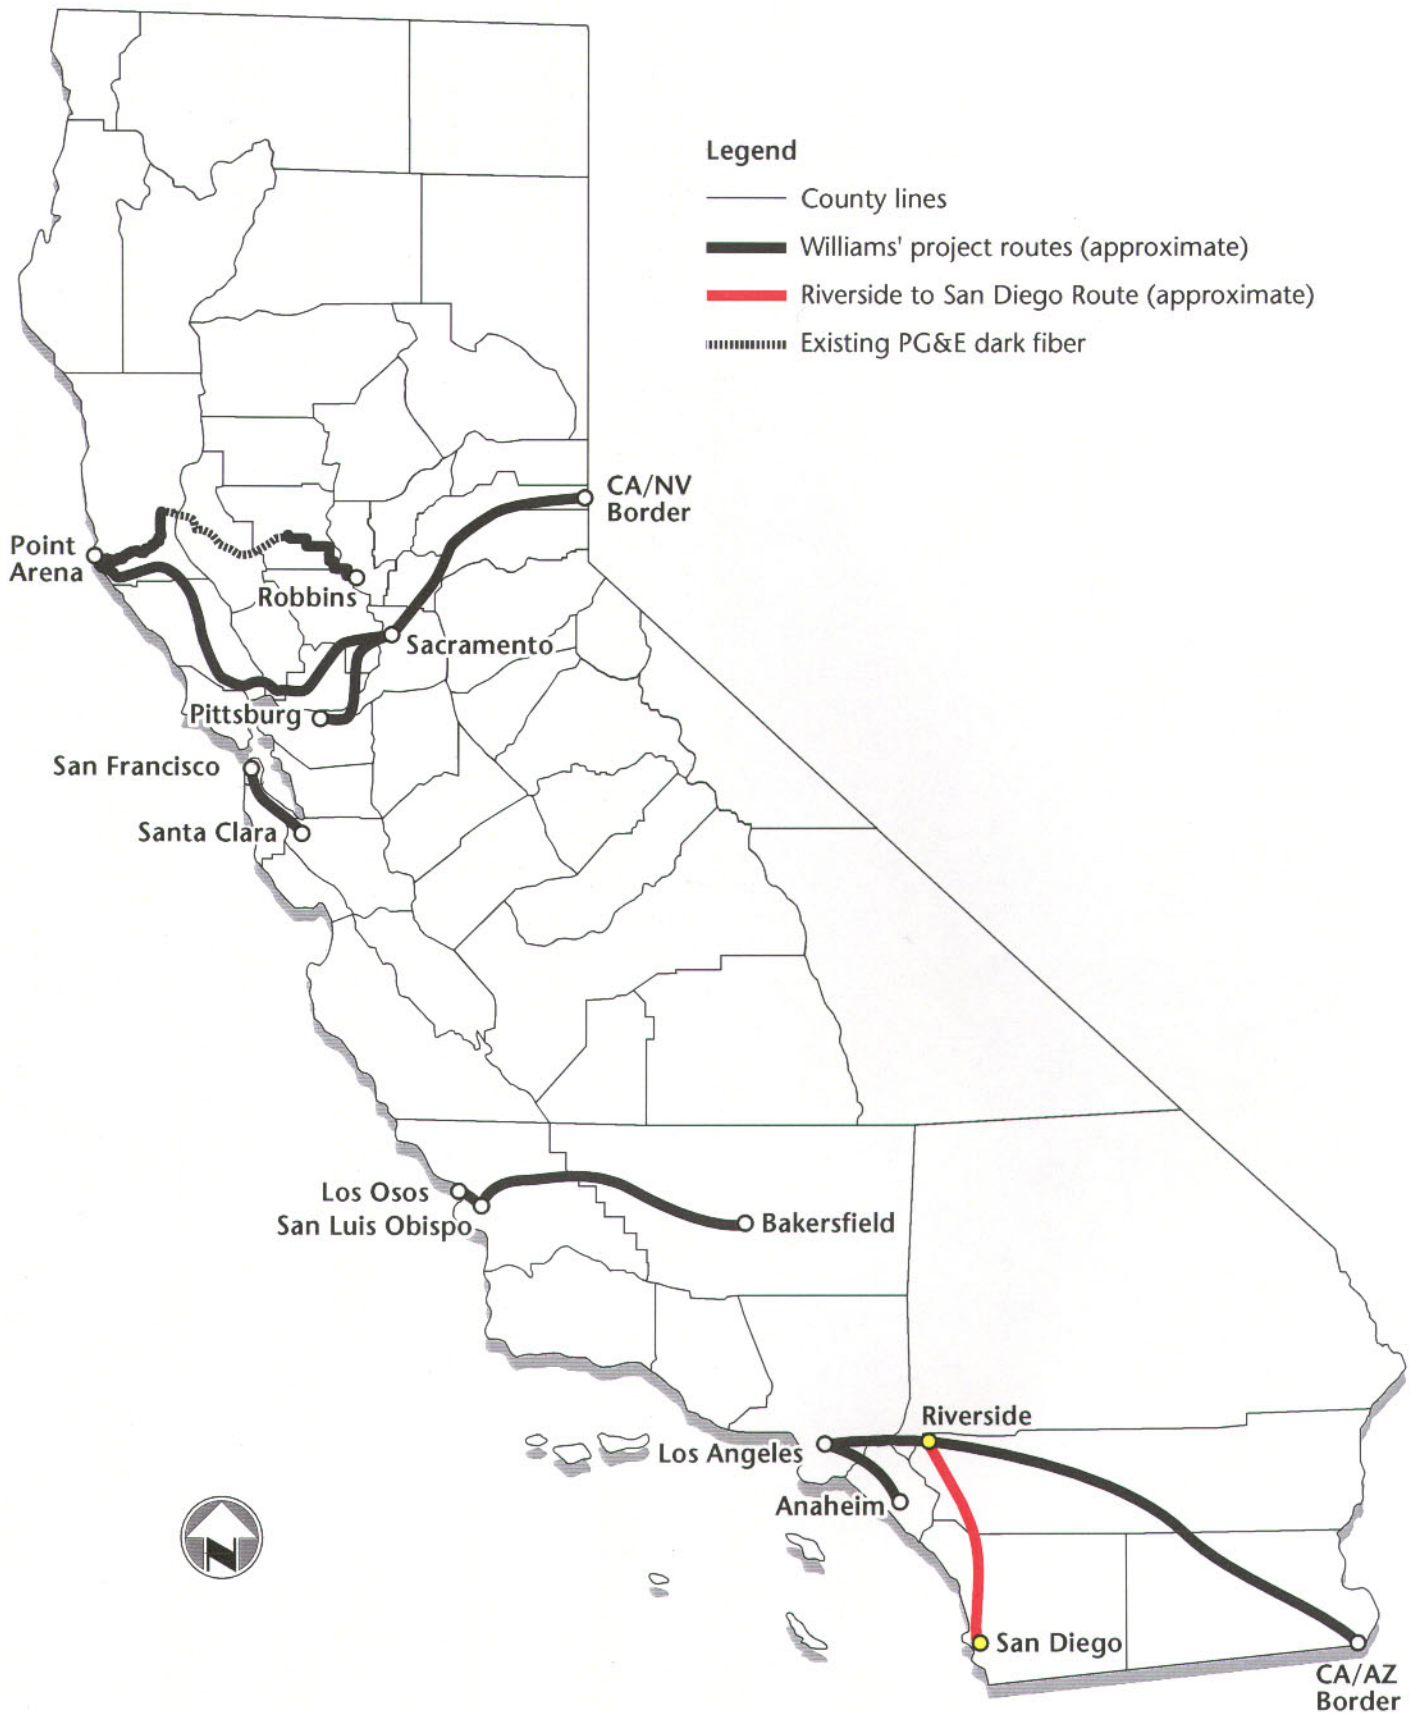 Legend
County lines
Williams' project routes (approximate)
Riverside to San Diego Route (approximate)
Existing PG&E dark fiber
CA/NV
Border
Point
Arena
Robbins
Sacramento
Pittsburg
San Francisco
Santa Clara
Los Osos
San Luis Obispo
Bakersfield
Riverside
Los Angeles
Anaheim
N
San Diego
CA/AZ
Border